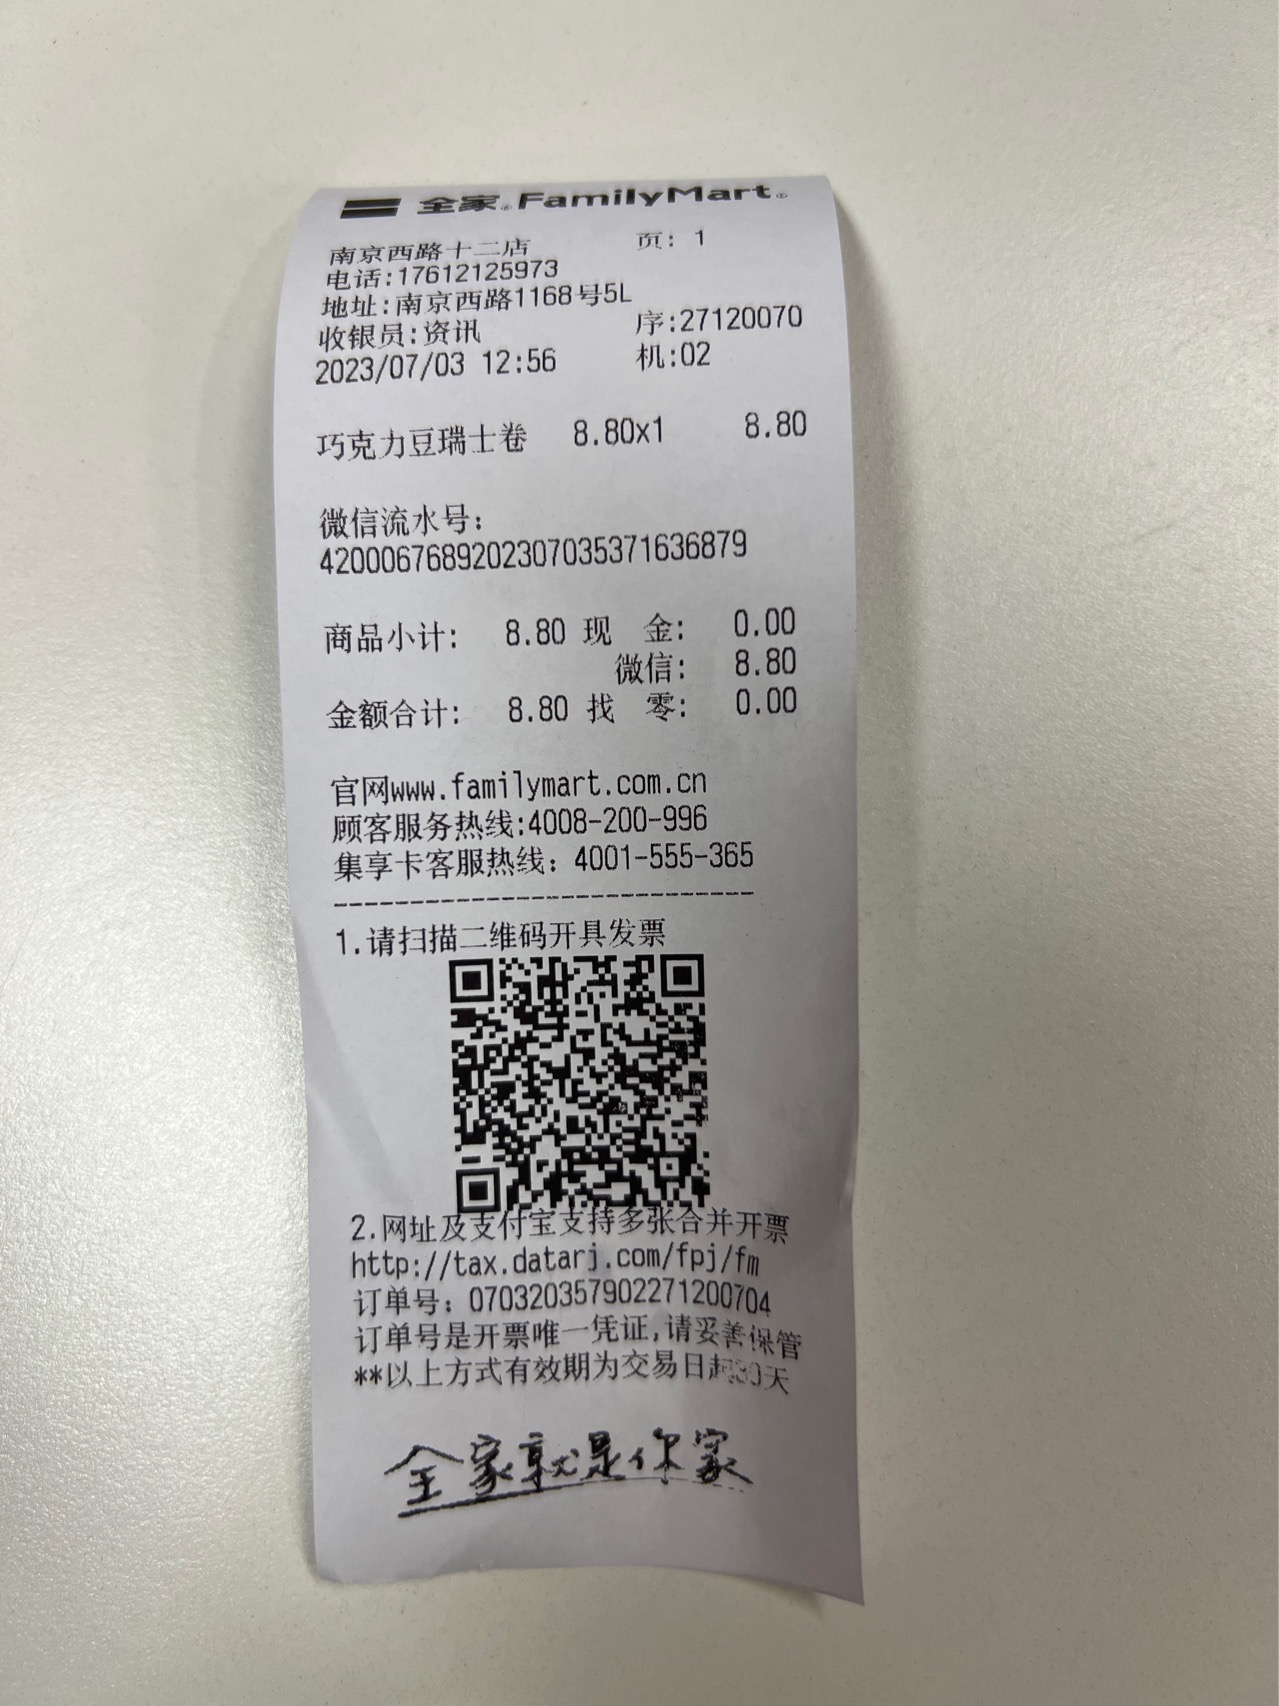 全家 FamilyMart
南京西路十二店 页: 1
电话:17612125973
地址:南京西路1168号5L
收银员:资讯 序:27120070
2023/07/03 12:56 机:02
巧克力豆瑞士卷 8.80x1 8.80
微信流水号:
4200067689202307035371636879
商品小计: 8.80 现 金: 0.00
微信: 8.80
金额合计: 8.80 找 零: 0.00
官网www.familymart.com.cn
顾客服务热线:4008-200-996
集享卡客服热线: 4001-555-365
1.请扫描二维码开具发票
2.网址及支付宝支持多张合并开票
http://tax.datarj.com/fpj/fm
订单号: 0703203579022712007​04
订单号是开票唯一凭证,请妥善保管
**以上方式有效期为交易日起30天
全家就是你家